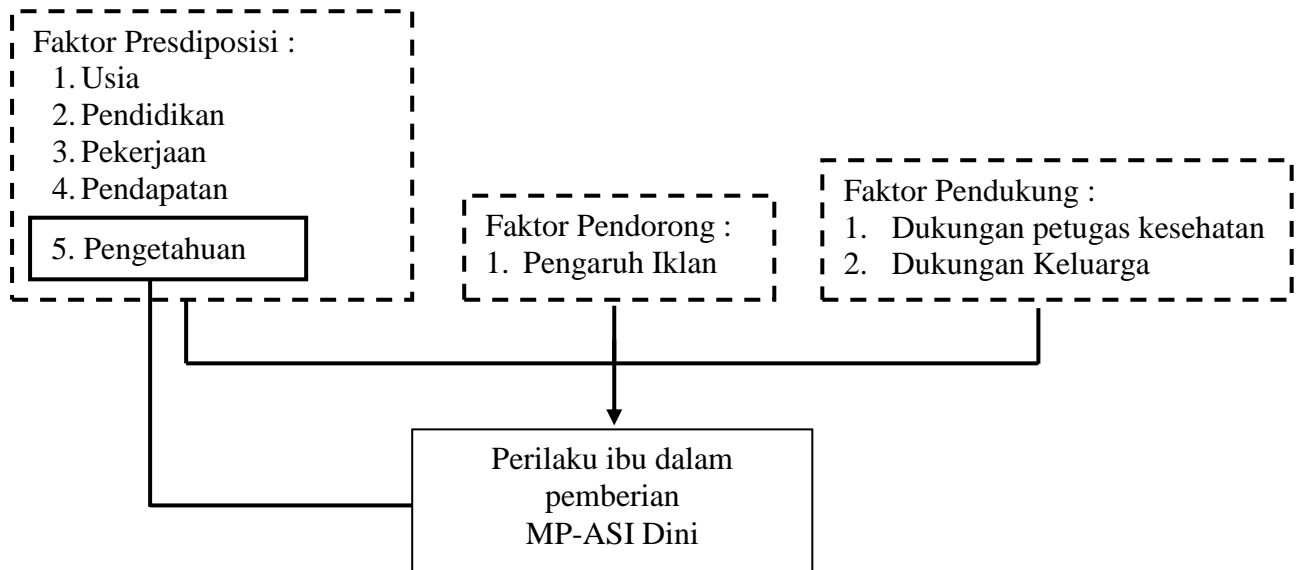 Faktor Presdiposisi :
1. Usia
2. Pendidikan
3. Pekerjaan
4. Pendapatan
5. Pengetahuan
Faktor Pendorong :
1. Pengaruh Iklan
Faktor Pendukung :
1. Dukungan petugas kesehatan
2. Dukungan Keluarga
Perilaku ibu dalam
pemberian
MP-ASI Dini